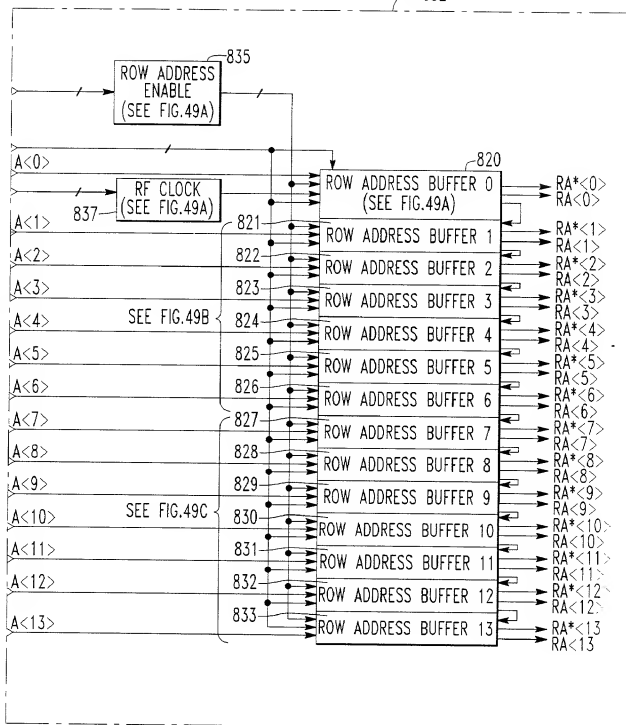 835
ROW ADDRESS
ENABLE
(SEE FIG.49A)
820
A<0>
ROW ADDRESS BUFFER 0
(SEE FIG.49A)
RA*<0>
RA<0>
RF CLOCK
(SEE FIG.49A)
837
A<1>
821
ROW ADDRESS BUFFER 1
RA*<1>
RA<1>
A<2>
822
ROW ADDRESS BUFFER 2
RA*<2>
RA<2>
A<3>
823
ROW ADDRESS BUFFER 3
RA*<3>
RA<3>
SEE FIG.49B
A<4>
824
ROW ADDRESS BUFFER 4
RA*<4>
RA<4>
A<5>
825
ROW ADDRESS BUFFER 5
RA*<5>
RA<5>
A<6>
826
ROW ADDRESS BUFFER 6
RA*<6>
RA<6>
A<7>
827
ROW ADDRESS BUFFER 7
RA*<7>
RA<7>
A<8>
828
ROW ADDRESS BUFFER 8
RA*<8>
RA<8>
A<9>
829
ROW ADDRESS BUFFER 9
RA*<9>
RA<9>
SEE FIG.49C
A<10>
830
ROW ADDRESS BUFFER 10
RA*<10>
RA<10>
A<11>
831
ROW ADDRESS BUFFER 11
RA*<11>
RA<11>
A<12>
832
ROW ADDRESS BUFFER 12
RA*<12>
RA<12>
A<13>
833
ROW ADDRESS BUFFER 13
RA*<13
RA<13